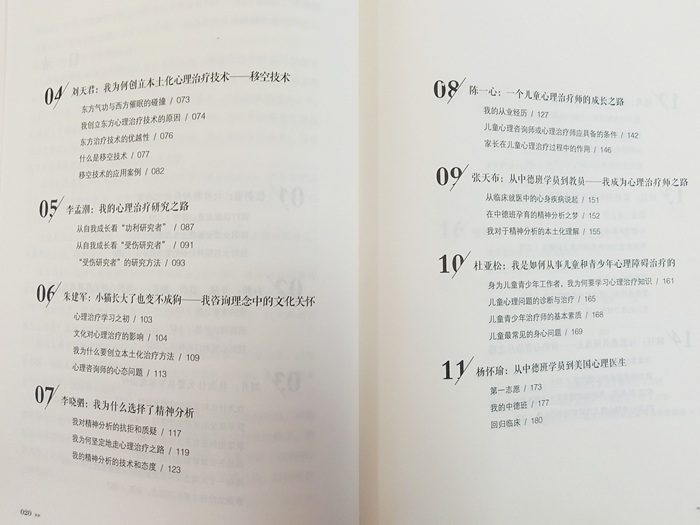 04 刘天君：我为何创立本土化心理治疗技术——移空技术
东方气功与西方催眠的碰撞 / 073
我创立东方心理治疗技术的原因 / 074
东方治疗技术的优越性 / 076
什么是移空技术 / 077
移空技术的应用案例 / 082
05 李孟潮：我的心理治疗研究之路
从自我成长看“功利研究者” / 087
从自我成长看“受伤研究者” / 091
“受伤研究者”的研究方法 / 093
06 朱建军：小猫长大了也变不成狗——我咨询理念中的文化关怀
心理治疗学习之初 / 103
文化对心理治疗的影响 / 104
我为什么要创立本土化治疗方法 / 109
心理咨询师的心态问题 / 113
07 李晓驷：我为什么选择了精神分析
我对精神分析的抗拒和质疑 / 117
我为何坚定地走心理治疗之路 / 119
我的精神分析的技术和态度 / 123
020
08 陈一心：一个儿童心理治疗师的成长之路
我的从业经历 / 127
儿童心理咨询师或心理治疗师应具备的条件 / 142
家长在儿童心理治疗过程中的作用 / 146
09 张天布：从中德班学员到教员——我成为心理治疗师之路
从临床就医中的心身疾病说起 / 151
在中德班孕育的精神分析之梦 / 152
我对于精神分析的本土化理解 / 155
10 杜亚松：我是如何从事儿童和青少年心理障碍治疗的
身为儿童青少年工作者，我为何要学习心理治疗知识 / 161
儿童心理问题的诊断与治疗 / 165
儿童青少年治疗师的基本素质 / 168
儿童最常见的身心问题 / 169
11 杨怀瑜：从中德班学员到美国心理医生
第一志愿 / 173
我的中德班 / 177
回归临床 / 180